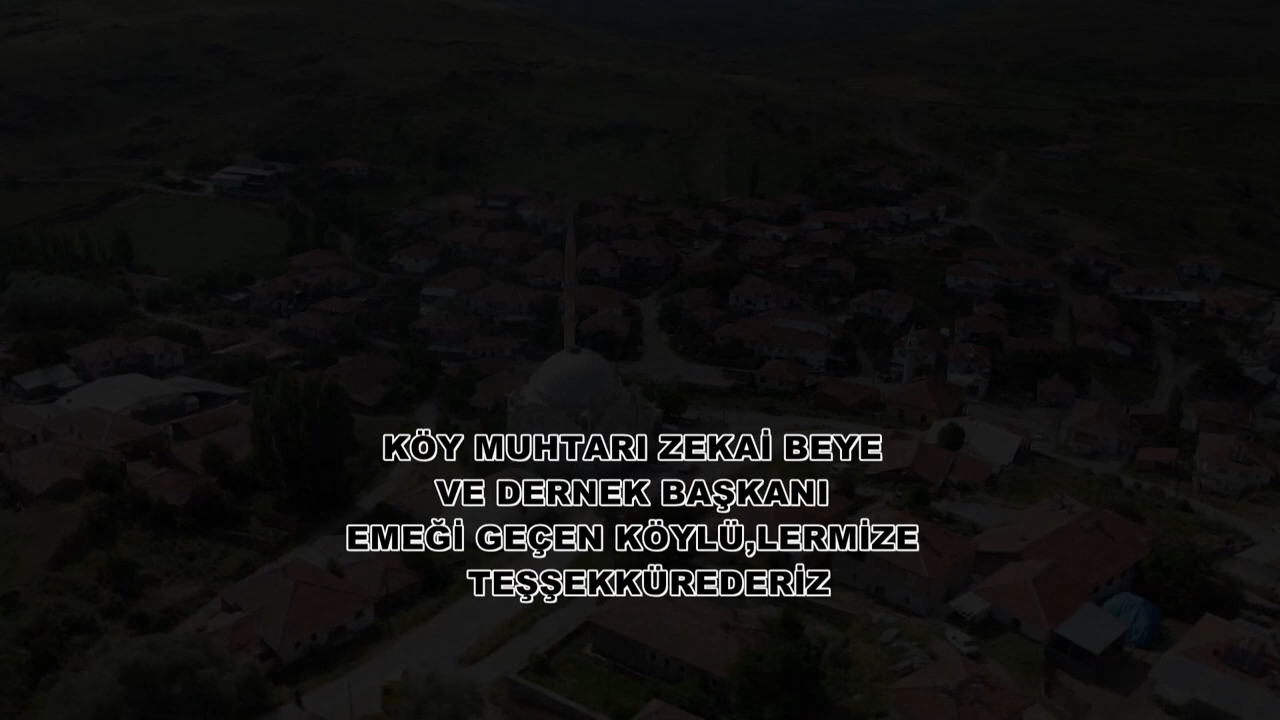 KÖY MUHTARI ZEKAİ BEYE
VE DERNEK BAŞKANI
EMEĞİ GEÇEN KÖYLÜ,LERMİZE
TEŞŞEKKÜREDERİZ